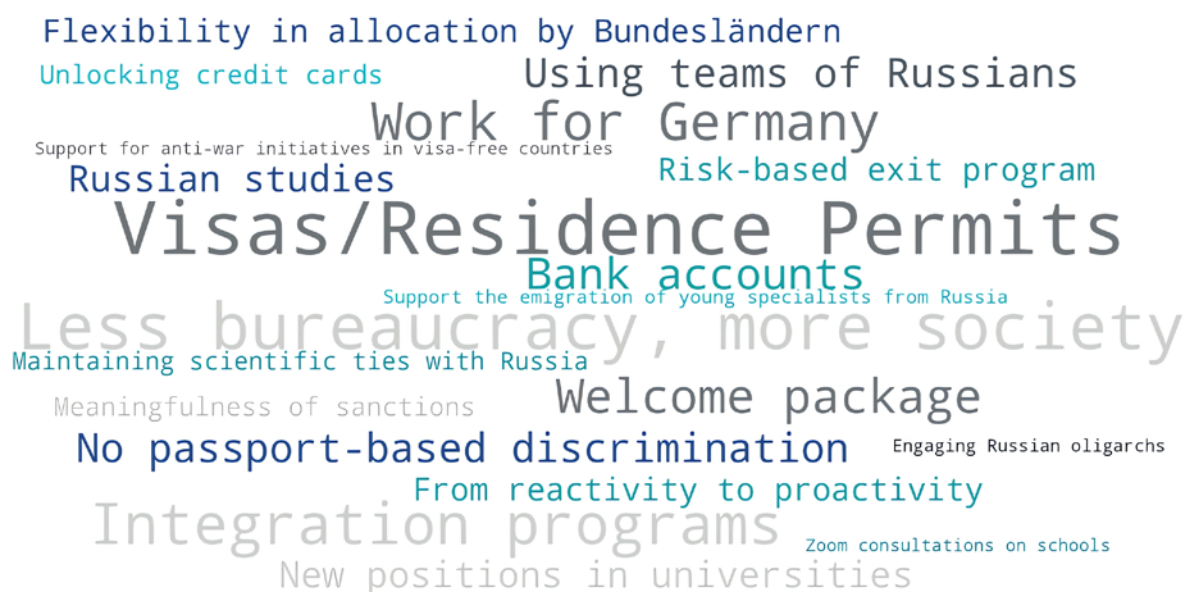 Flexibility in allocation by Bundesländern
Unlocking credit cards
Using teams of Russians
Work for Germany
Support for anti-war initiatives in visa-free countries
Risk-based exit program
Russian studies
Visas/Residence Permits
Bank accounts
Support the emigration of young specialists from Russia
Less bureaucracy, more society
Maintaining scientific ties with Russia
Welcome package
Meaningfulness of sanctions
No passport-based discrimination
Engaging Russian oligarchs
From reactivity to proactivity
Integration programs
Zoom consultations on schools
New positions in universities